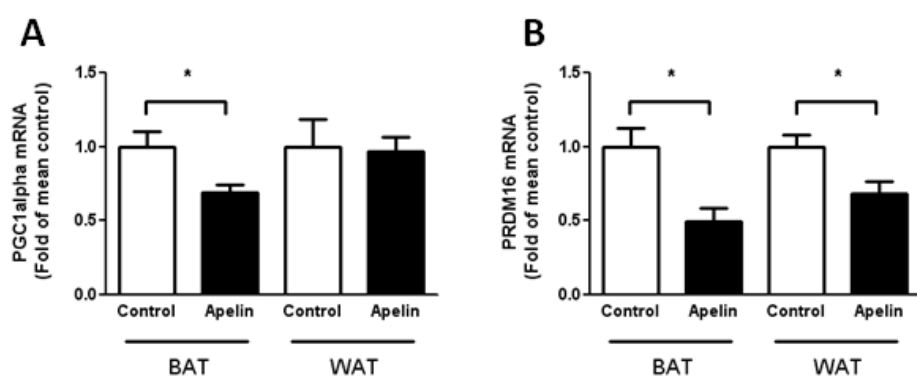 A
PGC1alpha mRNA
(Fold of mean control)
1.5
1.0
0.5
0.0
*
Control Apelin Control Apelin
BAT WAT
B
PRDM16 mRNA
(Fold of mean control)
1.5
1.0
0.5
0.0
* *
Control Apelin Control Apelin
BAT WAT